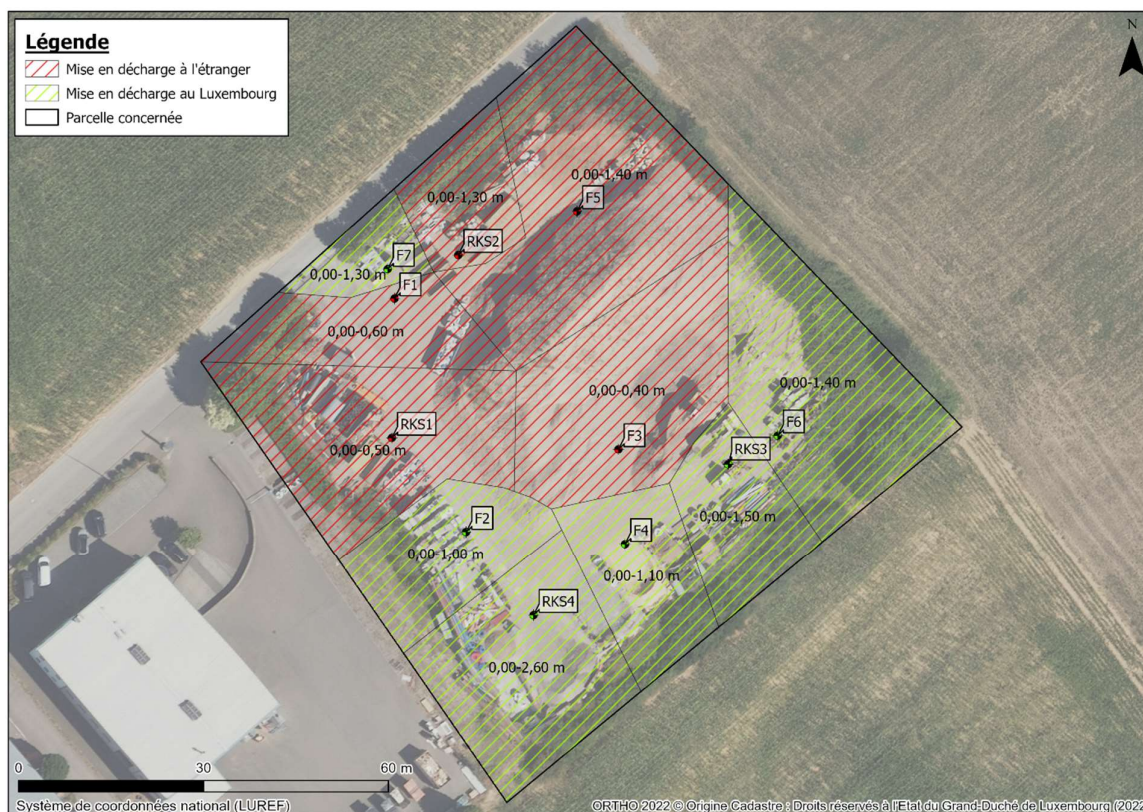 Légende
Mise en décharge à l'étranger
Mise en décharge au Luxembourg
Parcelle concernée
N
0,00-1,40 m
F5
0,00-1,30 m
RKS2
F7
0,00-1,30 m
F1
0,00-0,60 m
0,00-0,40 m
0,00-1,40 m
RKS1
F6
F3
RKS3
0,00-0,50 m
F2
0,00-1,50 m
F4
0,00-1,00 m
0,00-1,10 m
RKS4
0,00-2,60 m
0 30 60 m
Système de coordonnées national (LUREF)
ORTHO 2022 © Origine Cadastre : Droits réservés à l'Etat du Grand-Duché de Luxembourg (2022